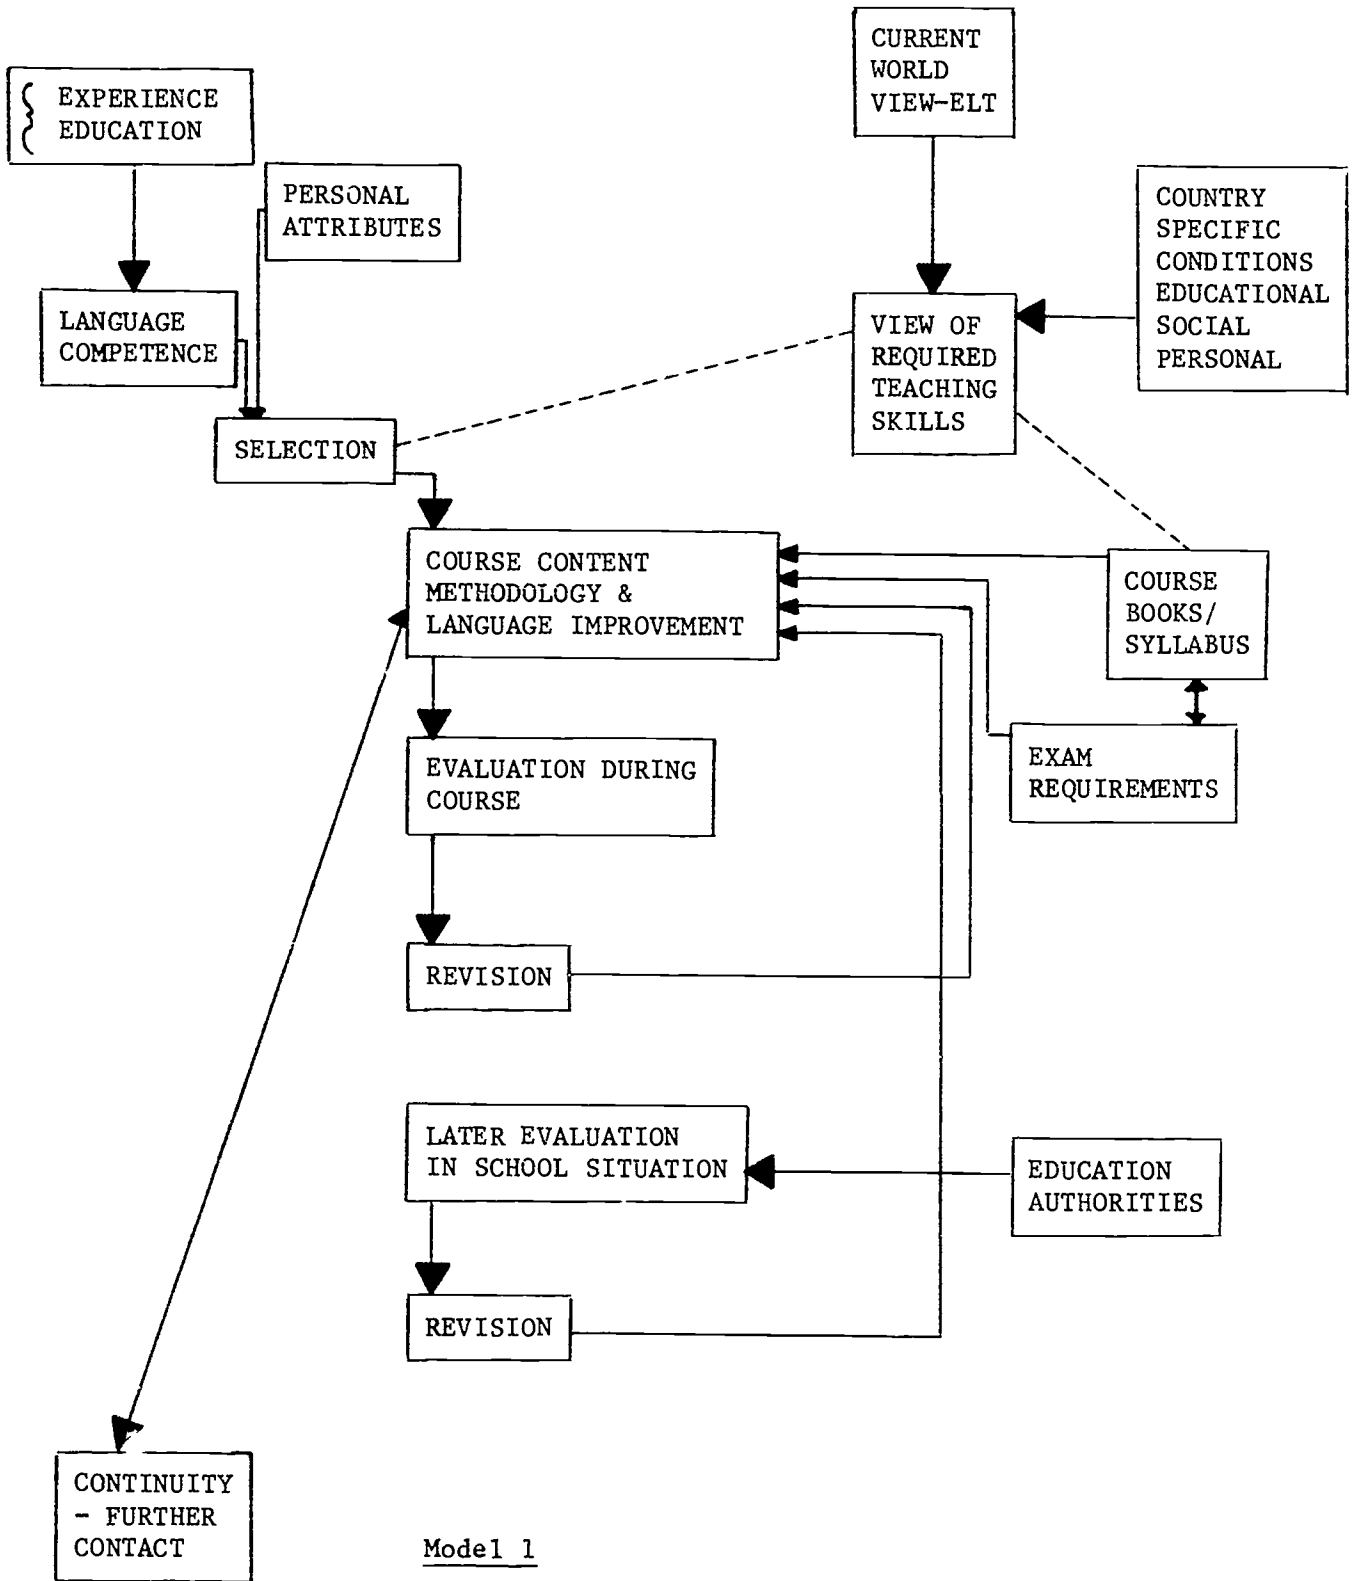 CURRENT
WORLD
VIEW-ELT
EXPERIENCE
EDUCATION
PERSONAL
ATTRIBUTES
COUNTRY
SPECIFIC
CONDITIONS
EDUCATIONAL
SOCIAL
PERSONAL
LANGUAGE
COMPETENCE
VIEW OF
REQUIRED
TEACHING
SKILLS
SELECTION
COURSE CONTENT
METHODOLOGY &
LANGUAGE IMPROVEMENT
COURSE
BOOKS/
SYLLABUS
EVALUATION DURING
COURSE
EXAM
REQUIREMENTS
REVISION
LATER EVALUATION
IN SCHOOL SITUATION
EDUCATION
AUTHORITIES
REVISION
CONTINUITY
- FURTHER
CONTACT
Model 1